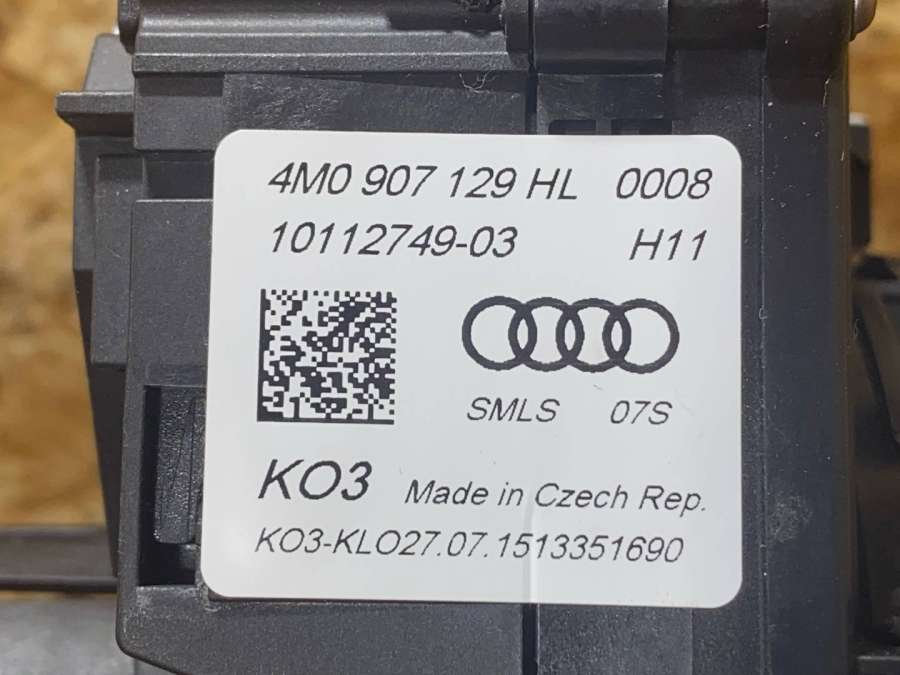 4M0 907 129 HL 0008
10112749-03 H11
SMLS 07S
KO3 Made in Czech Rep.
KO3-KLO27.07.1513351690